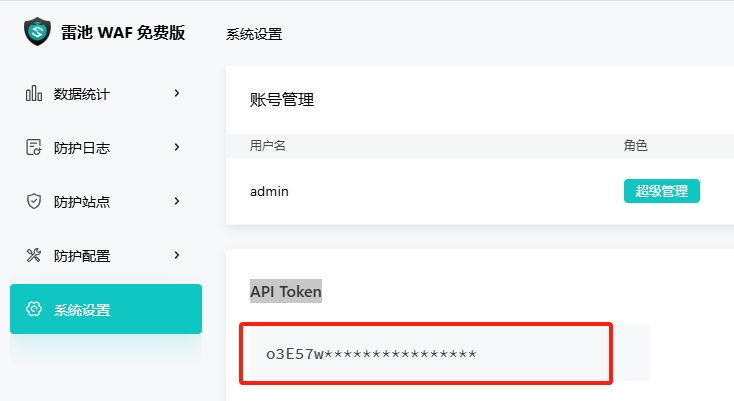 雷池 WAF 免费版
系统设置
数据统计
防护日志
防护站点
防护配置
系统设置
账号管理
用户名 角色
admin 超级管理
API Token
o3E57w****************